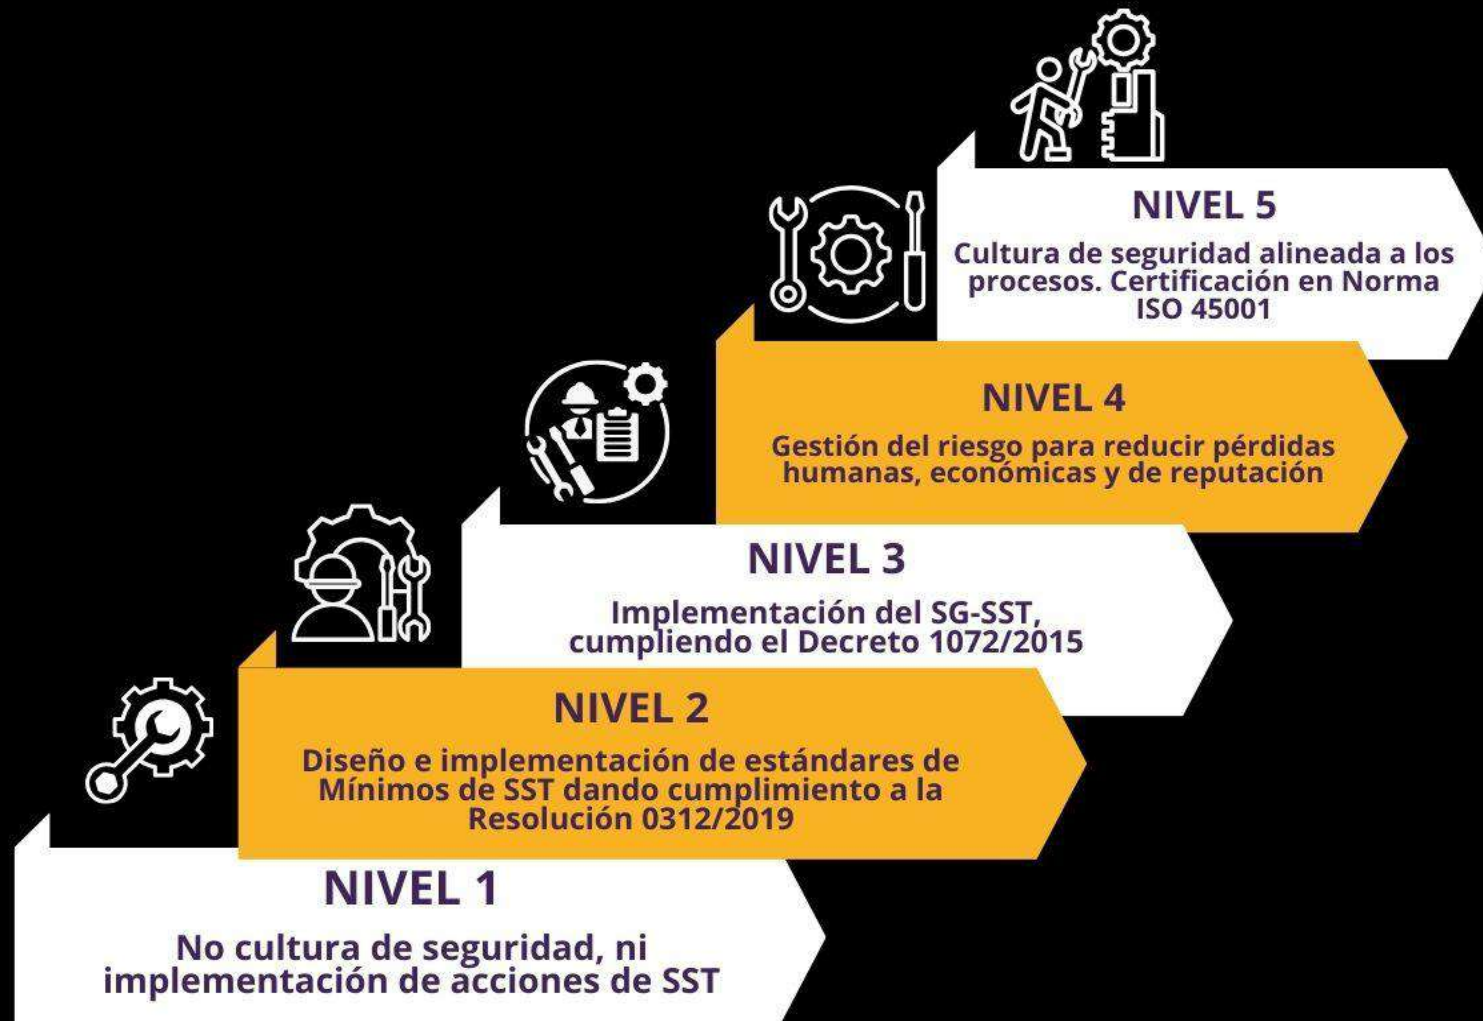 NIVEL 5
Cultura de seguridad alineada a los
procesos. Certificación en Norma
ISO 45001
NIVEL 4
Gestión del riesgo para reducir pérdidas
humanas, económicas y de reputación
NIVEL 3
Implementación del SG-SST,
cumpliendo el Decreto 1072/2015
NIVEL 2
Diseño e implementación de estándares de
Mínimos de SST dando cumplimiento a la
Resolución 0312/2019
NIVEL 1
No cultura de seguridad, ni
implementación de acciones de SST